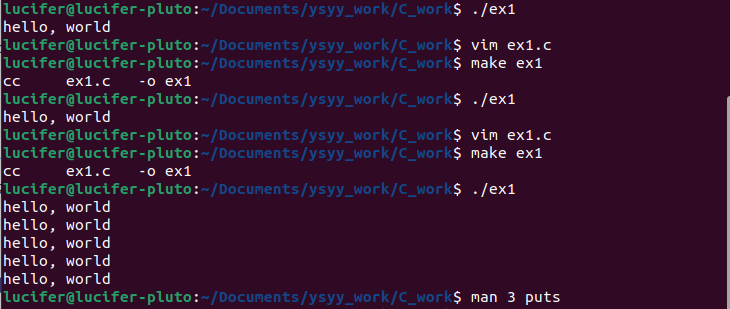 lucifer@lucifer-pluto:~/Documents/ysyy_work/C_work$ ./ex1
hello, world
lucifer@lucifer-pluto:~/Documents/ysyy_work/C_work$ vim ex1.c
lucifer@lucifer-pluto:~/Documents/ysyy_work/C_work$ make ex1
cc     ex1.c   -o ex1
lucifer@lucifer-pluto:~/Documents/ysyy_work/C_work$ ./ex1
hello, world
lucifer@lucifer-pluto:~/Documents/ysyy_work/C_work$ vim ex1.c
lucifer@lucifer-pluto:~/Documents/ysyy_work/C_work$ make ex1
cc     ex1.c   -o ex1
lucifer@lucifer-pluto:~/Documents/ysyy_work/C_work$ ./ex1
hello, world
hello, world
hello, world
hello, world
hello, world
lucifer@lucifer-pluto:~/Documents/ysyy_work/C_work$ man 3 puts